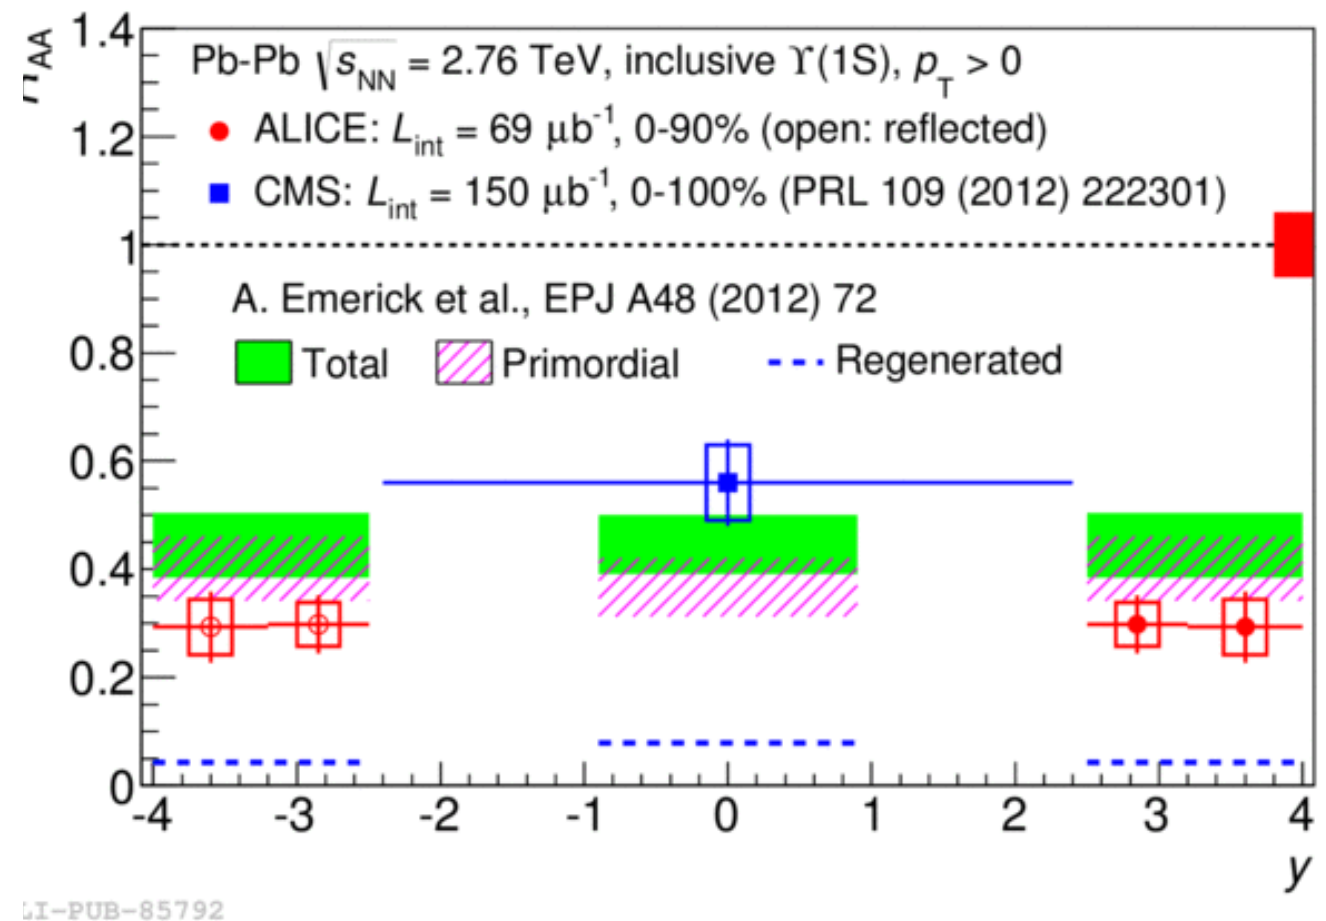 1.4
Pb-Pb √s_NN = 2.76 TeV, inclusive ϒ(1S), p_T > 0
ALICE: L_int = 69 μb⁻¹, 0-90% (open: reflected)
1.2
CMS: L_int = 150 μb⁻¹, 0-100% (PRL 109 (2012) 222301)
1
A. Emerick et al., EPJ A48 (2012) 72
0.8
Total Primordial Regenerated
0.6
0.4
0.2
0
-4 -3 -2 -1 0 1 2 3 4
y
AA
LI-PUB-85792